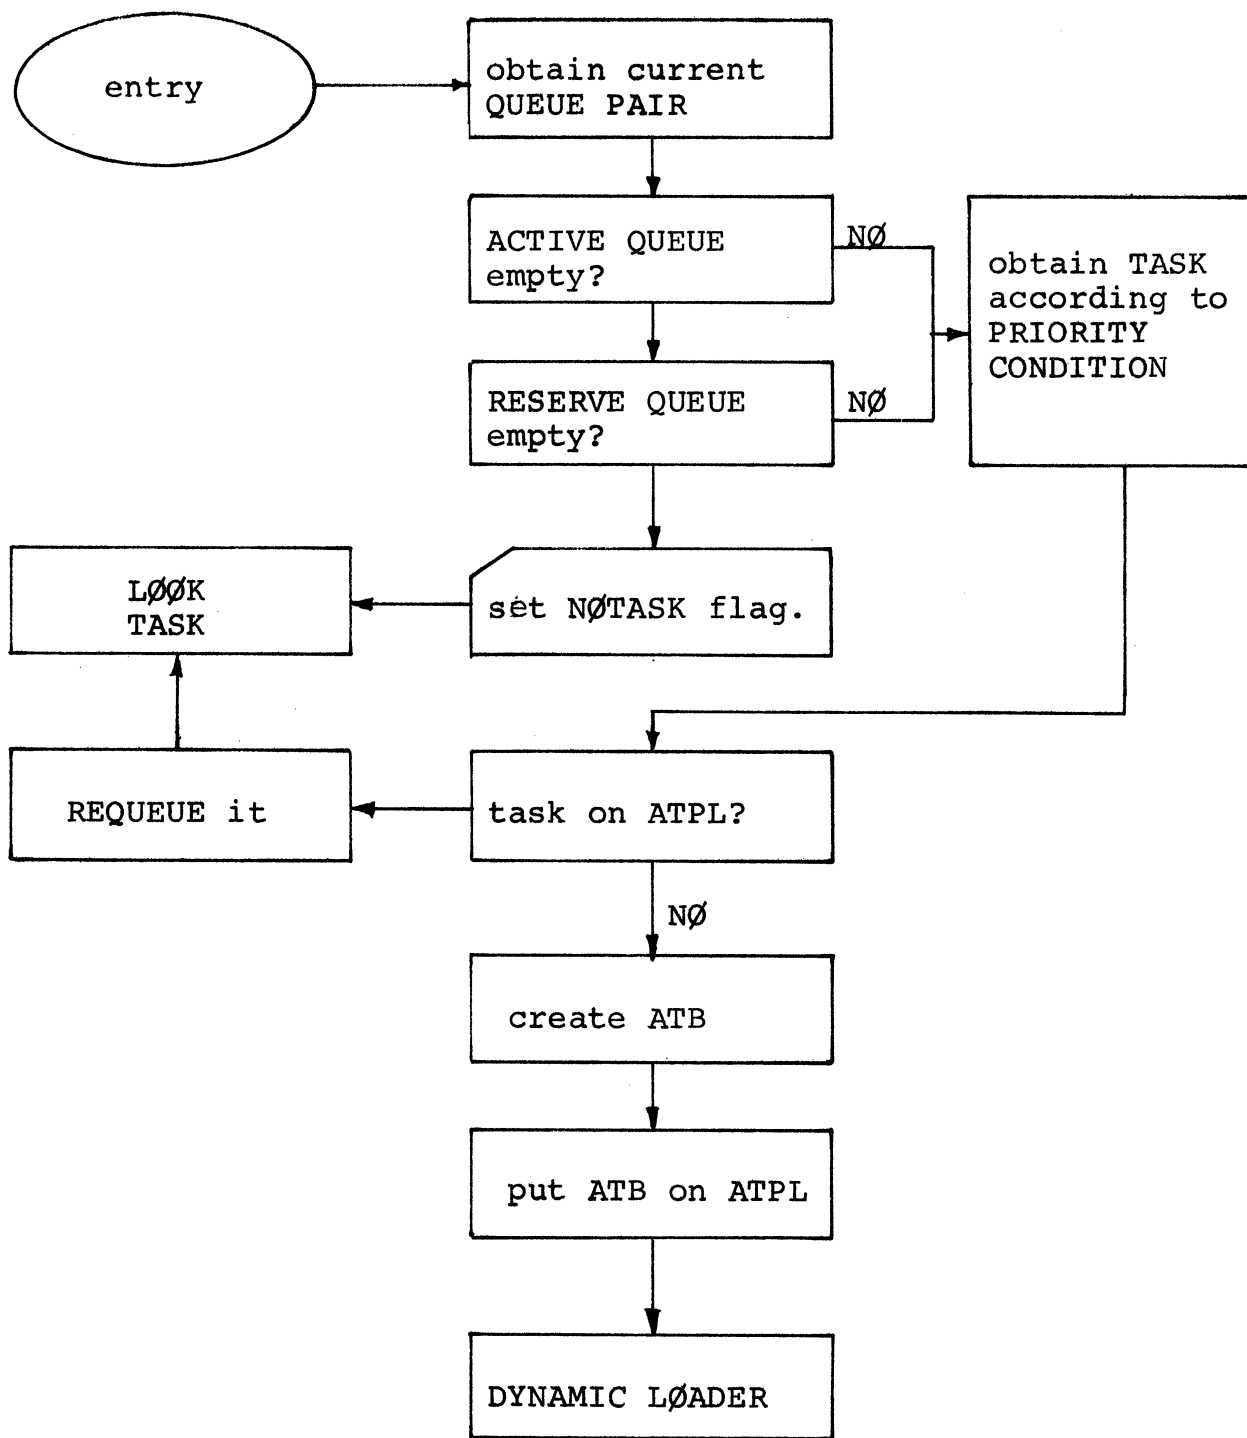 entry
obtain current
QUEUE PAIR
ACTIVE QUEUE
empty?
NØ
obtain TASK
according to
PRIORITY
CONDITION
RESERVE QUEUE
empty?
NØ
LØØK
TASK
set NØTASK flag.
REQUEUE it
task on ATPL?
NØ
create ATB
put ATB on ATPL
DYNAMIC LØADER